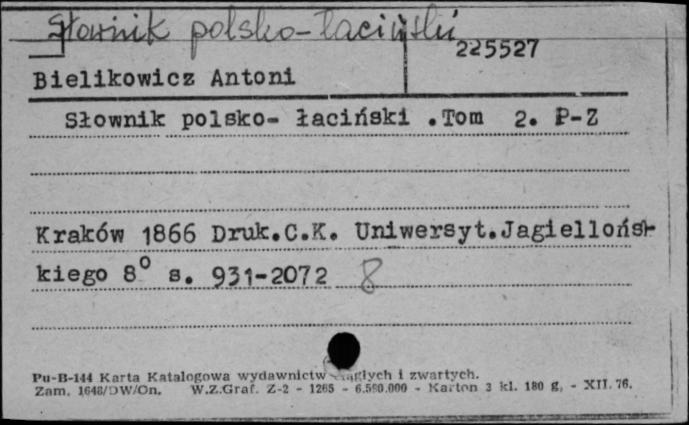 Słownik polsko-łaciński
225527
Bielikowicz Antoni
Słownik polsko- łaciński .Tom 2. P-Z
Kraków 1866 Druk.C.K. Uniwersyt.Jagiellońs-
kiego 8° s. 931-2072 8
Pu-B-144 Karta Katalogowa wydawnictw ciągłych i zwartych.
Zam. 1648/DW/On. W.Z.Graf. Z-2 - 1265 - 6.580.000 - Karton 3 kl. 180 g. - XII. 76.